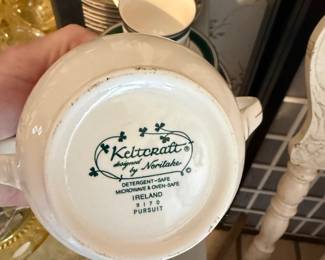 Keltcraft ®
designed
by Noritake
DETERGENT-SAFE
MICROWAVE & OVEN-SAFE
IRELAND
9170
PURSUIT